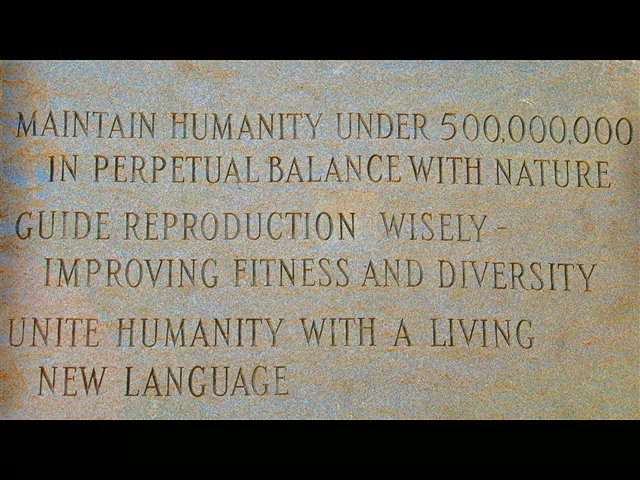 MAINTAIN HUMANITY UNDER 500,000,000
IN PERPETUAL BALANCE WITH NATURE
GUIDE REPRODUCTION WISELY -
IMPROVING FITNESS AND DIVERSITY
UNITE HUMANITY WITH A LIVING
NEW LANGUAGE